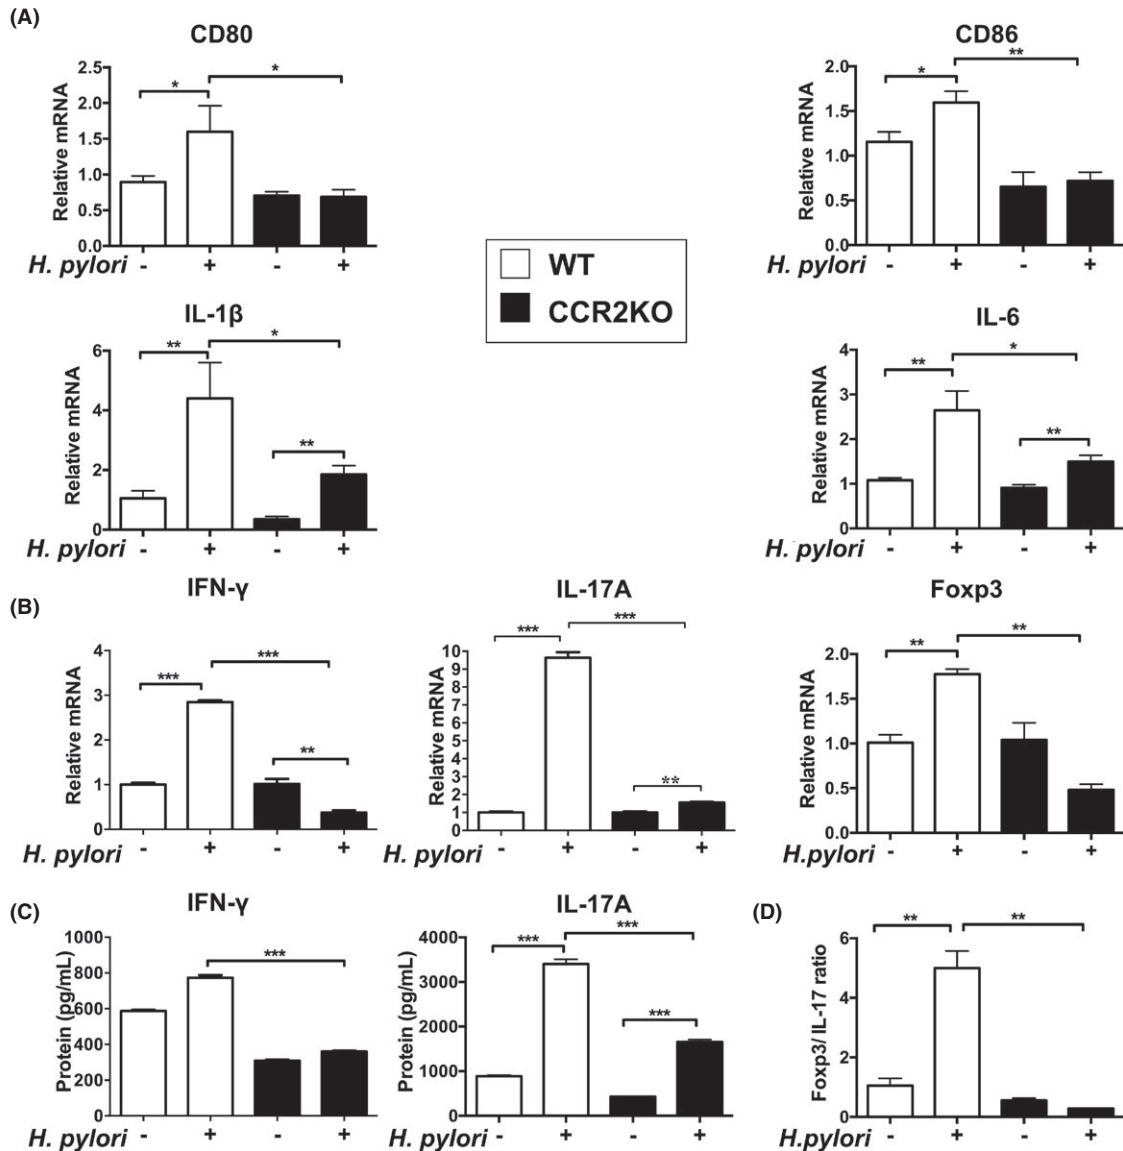 (A)
CD80
Relative mRNA
2.5
2.0
1.5
1.0
0.5
0.0
*
*
H. pylori - + - +
CD86
Relative mRNA
2.0
1.5
1.0
0.5
0.0
*
**
H. pylori - + - +
WT
CCR2KO
IL-1β
Relative mRNA
6
4
2
0
**
*
**
H. pylori - + - +
IL-6
Relative mRNA
4
3
2
1
0
**
*
**
H. pylori - + - +
(B)
IFN-γ
Relative mRNA
4
3
2
1
0
***
***
**
H. pylori - + - +
IL-17A
Relative mRNA
10
9
8
7
6
5
4
3
2
1
0
***
***
**
H. pylori - + - +
Foxp3
Relative mRNA
2.0
1.5
1.0
0.5
0.0
**
**
H.pylori - + - +
(C)
IFN-γ
Protein (pg/mL)
1000
800
600
400
200
0
***
H. pylori - + - +
IL-17A
Protein (pg/mL)
4000
3000
2000
1000
0
***
***
***
H. pylori - + - +
(D)
Foxp3/ IL-17 ratio
6
4
2
0
**
**
H. pylori - + - +